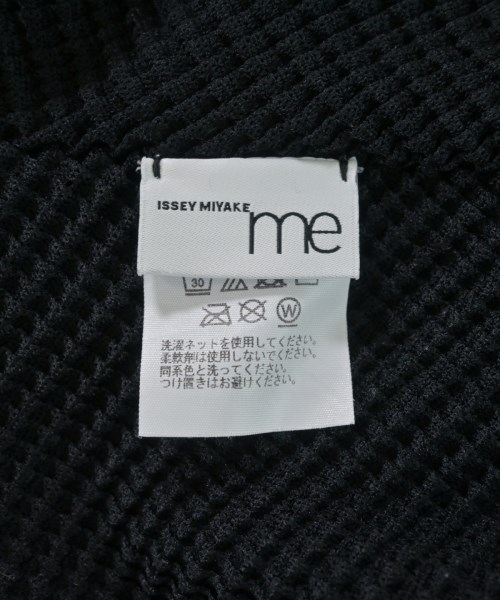 ISSEY MIYAKE
me
30
W
洗濯ネットを使用してください。
柔軟剤は使用しないでください。
同系色と洗ってください。
つけ置きはお避けください。